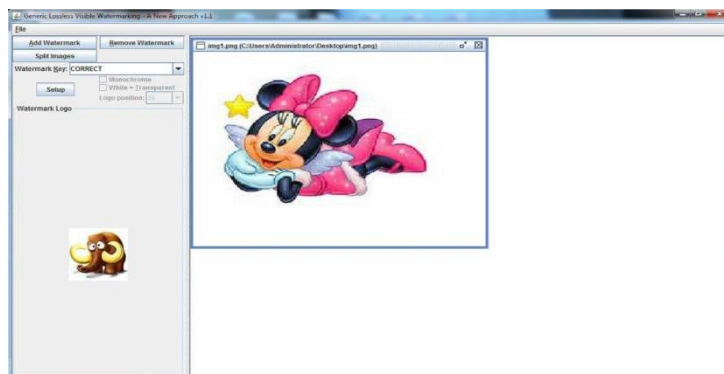 Generic Lossless Visible Watermarking - A New Approach v1.1
File
Add Watermark
Remove Watermark
Split Images
Watermark Key: CORRECT
Setup
Monochrome
White = Transparent
Logo position:
Watermark Logo
img1.png (C:\Users\Administrator\Desktop\img1.png)